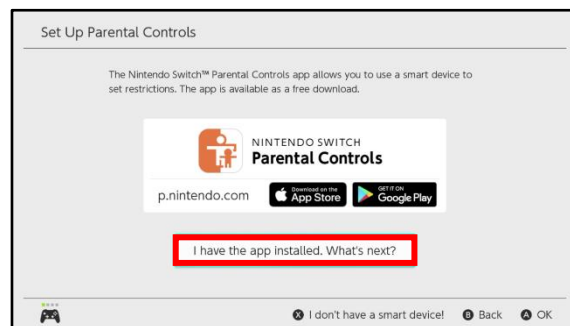 Set Up Parental Controls
The Nintendo Switch™ Parental Controls app allows you to use a smart device to
set restrictions. The app is available as a free download.
NINTENDO SWITCH
Parental Controls
p.nintendo.com
Download on the
App Store
GET IT ON
Google Play
I have the app installed. What's next?
X I don't have a smart device! B Back A OK